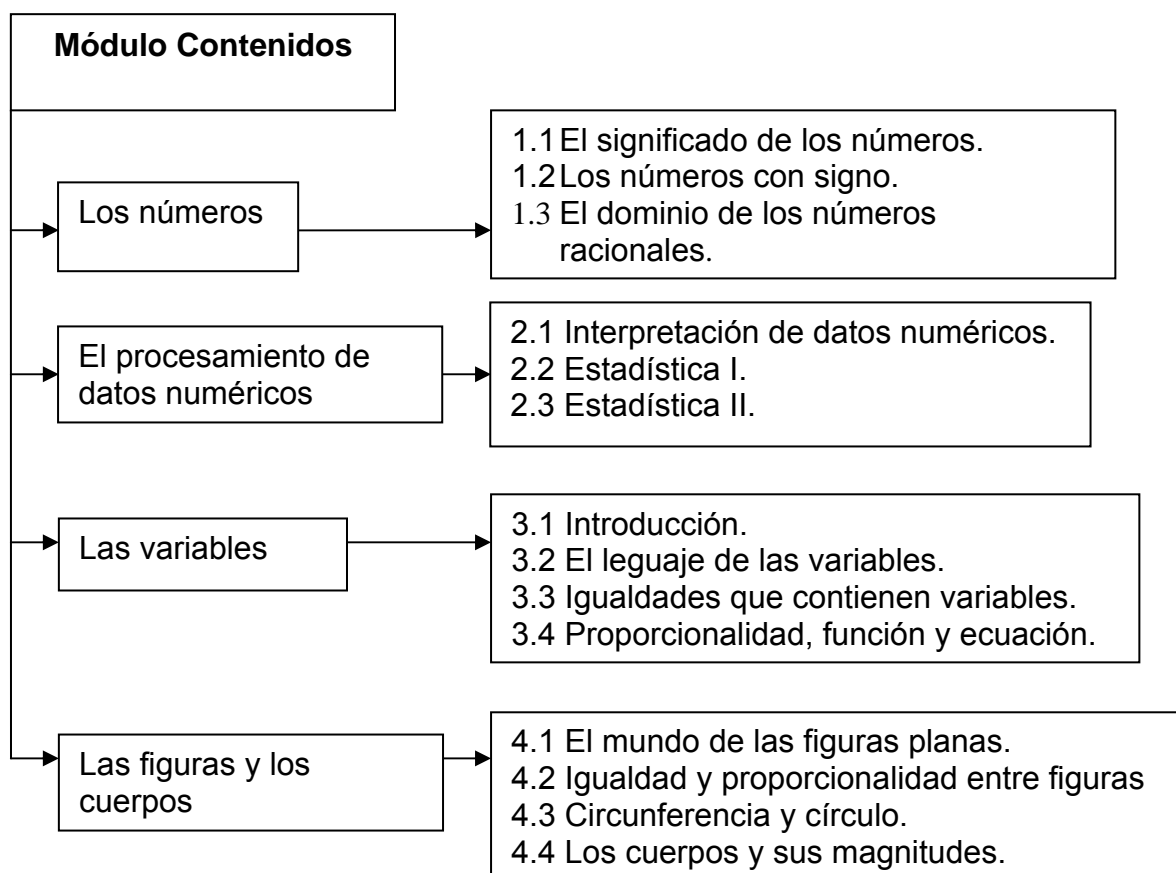 Módulo Contenidos
Los números
1.1 El significado de los números.
1.2 Los números con signo.
1.3 El dominio de los números
racionales.
El procesamiento de
datos numéricos
2.1 Interpretación de datos numéricos.
2.2 Estadística I.
2.3 Estadística II.
Las variables
3.1 Introducción.
3.2 El leguaje de las variables.
3.3 Igualdades que contienen variables.
3.4 Proporcionalidad, función y ecuación.
Las figuras y los
cuerpos
4.1 El mundo de las figuras planas.
4.2 Igualdad y proporcionalidad entre figuras
4.3 Circunferencia y círculo.
4.4 Los cuerpos y sus magnitudes.